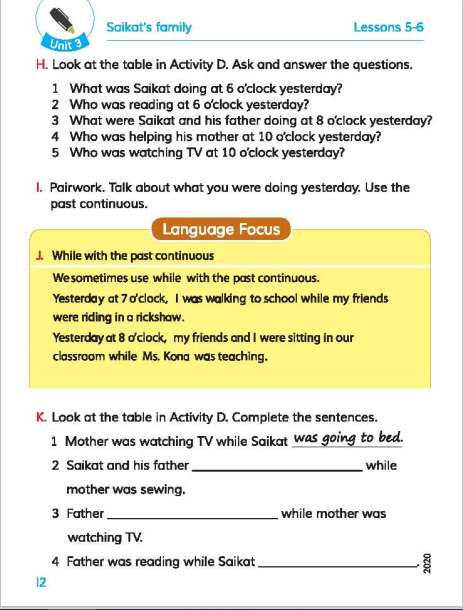 Unit 3
Saikat's family
Lessons 5-6
H. Look at the table in Activity D. Ask and answer the questions.
1 What was Saikat doing at 6 o'clock yesterday?
2 Who was reading at 6 o'clock yesterday?
3 What were Saikat and his father doing at 8 o'clock yesterday?
4 Who was helping his mother at 10 o'clock yesterday?
5 Who was watching TV at 10 o'clock yesterday?
I. Pairwork. Talk about what you were doing yesterday. Use the
past continuous.
Language Focus
J. While with the past continuous
We sometimes use while with the past continuous.
Yesterday at 7 o'clock, I was walking to school while my friends
were riding in a rickshaw.
Yesterday at 8 o'clock, my friends and I were sitting in our
classroom while Ms. Kona was teaching.
K. Look at the table in Activity D. Complete the sentences.
1 Mother was watching TV while Saikat was going to bed.
2 Saikat and his father ____________________ while
mother was sewing.
3 Father ____________________ while mother was
watching TV.
4 Father was reading while Saikat ____________________.
2020
12